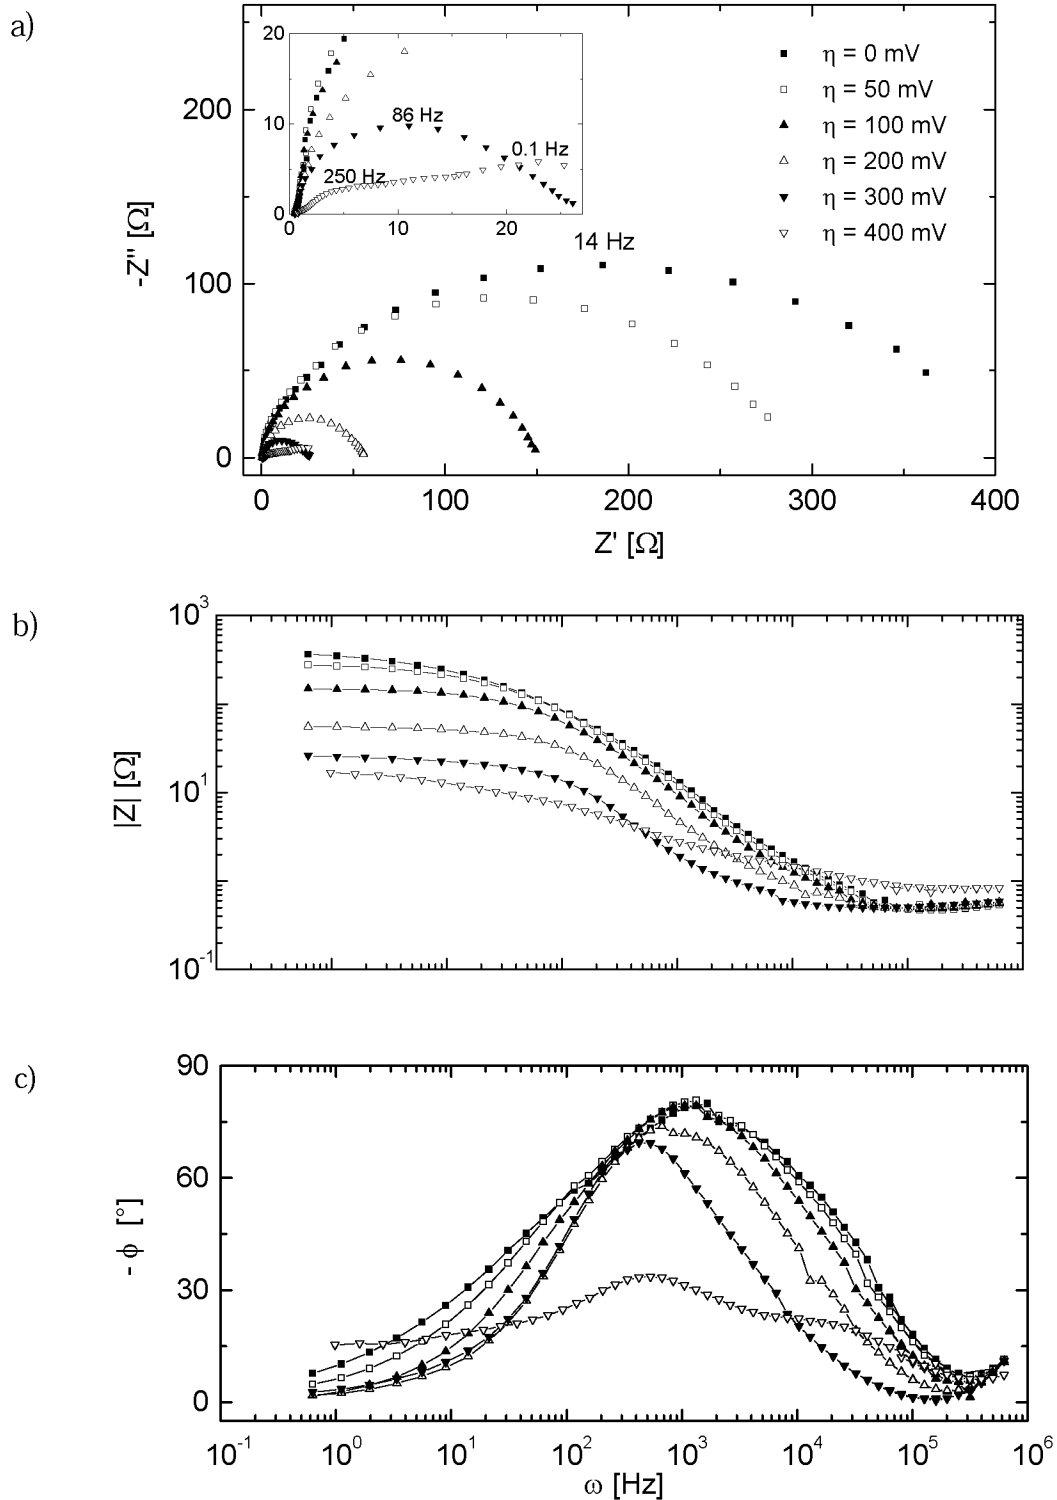 a)
200
100
0
-Z'' [Ω]
20
10
0
0
10
20
250 Hz
86 Hz
0.1 Hz
14 Hz
η = 0 mV
η = 50 mV
η = 100 mV
η = 200 mV
η = 300 mV
η = 400 mV
0 100 200 300 400
Z' [Ω]
b)
10³
10¹
10⁻¹
|Z| [Ω]
c)
90
60
30
0
- ϕ [°]
10⁻¹ 10⁰ 10¹ 10² 10³ 10⁴ 10⁵ 10⁶
ω [Hz]